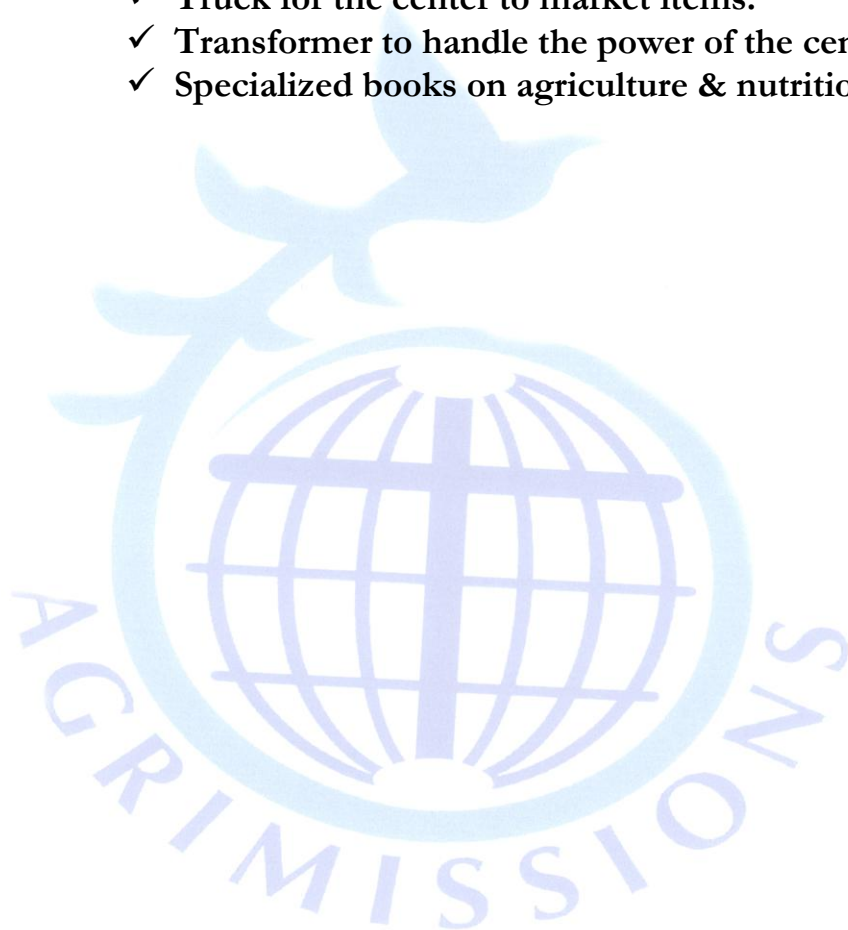 ✓ Truck for the center to market items.
✓ Transformer to handle the power of the
✓ Specialized books on agriculture &
AGRIMISSIONS